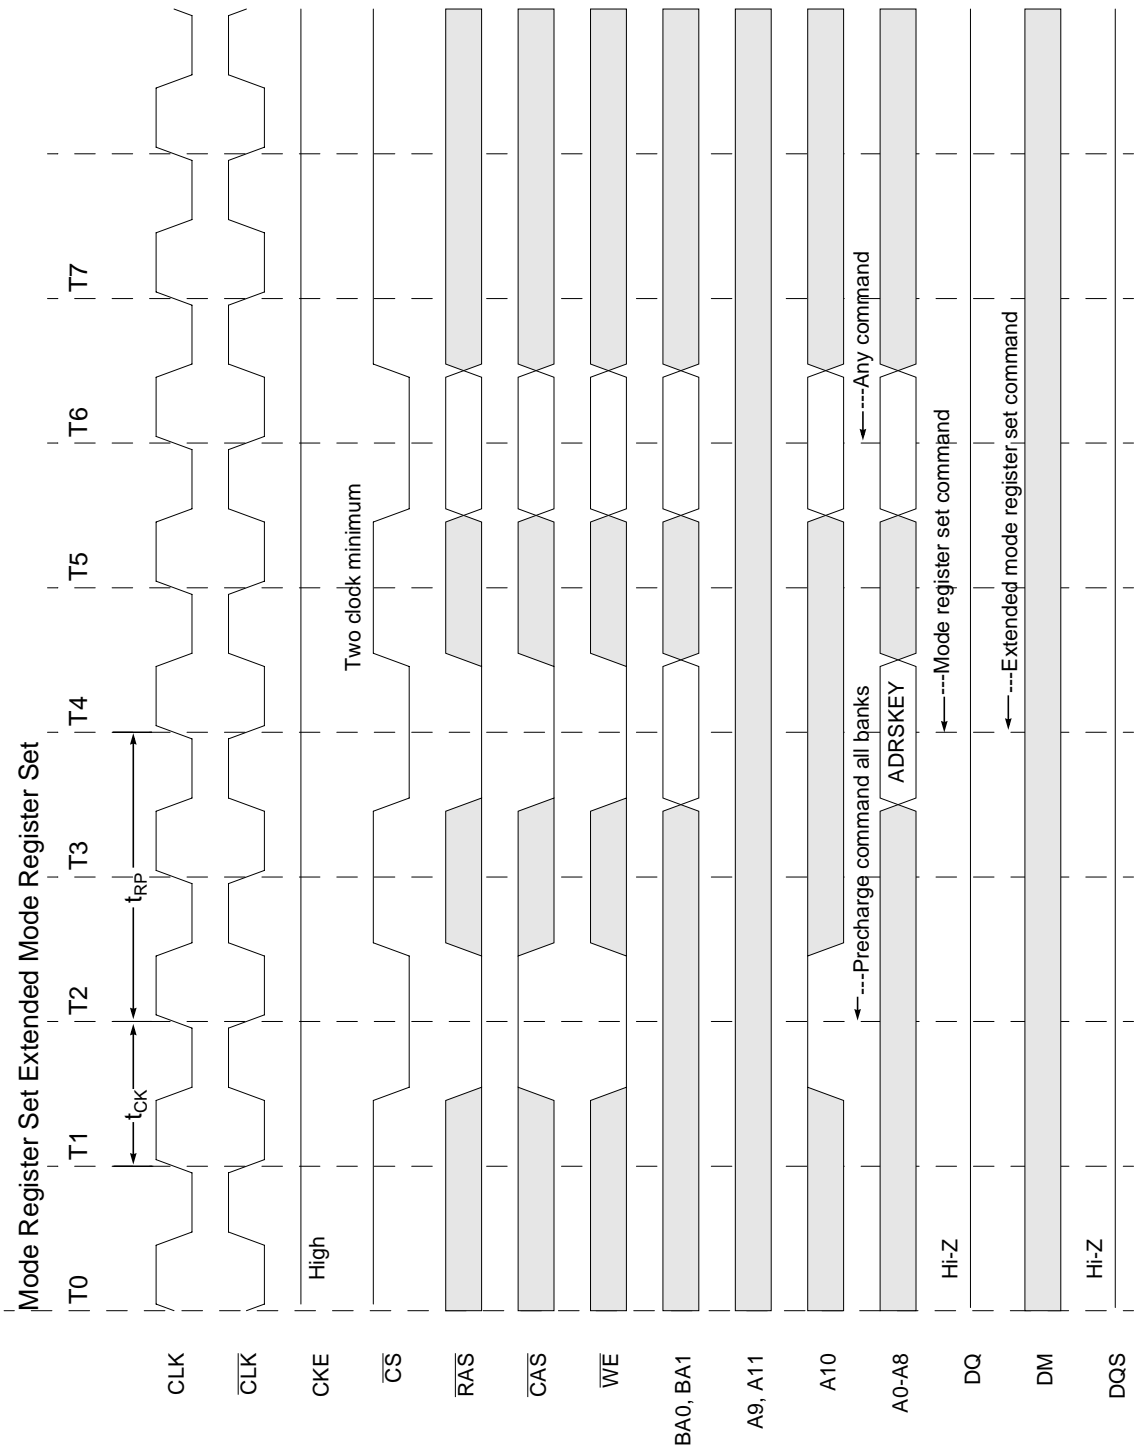 Mode Register Set Extended Mode Register Set
T0 T1 T2 T3 T4 T5 T6 T7
tCK tRP
CLK
CLK
CKE High
CS Two clock minimum
RAS
CAS
WE
BA0, BA1
A9, A11
A10
----Precharge command all banks ----Any command
A0-A8 ADRSKEY
DQ Hi-Z ----Mode register set command
----Extended mode register set command
DM
DQS Hi-Z